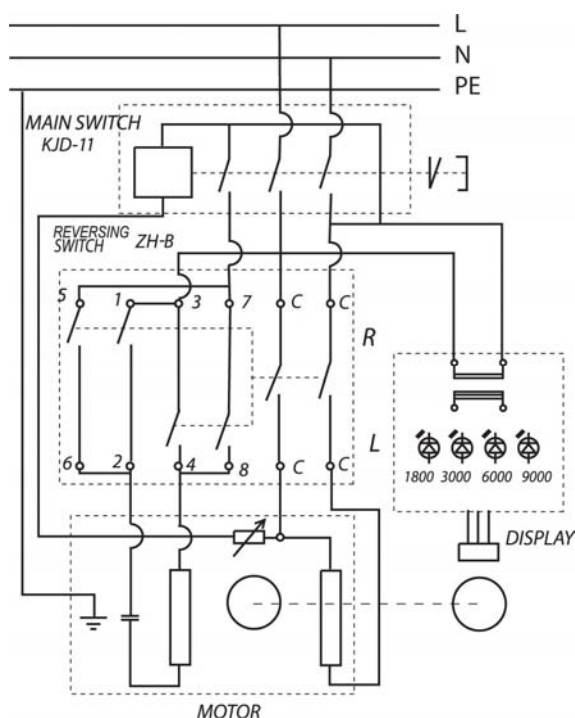 L
N
PE
MAIN SWITCH
KJD-11
REVERSING
SWITCH ZH-B
5 1 3 7 C C
R
6 2 4 8 C C
L
1800 3000 6000 9000
DISPLAY
MOTOR